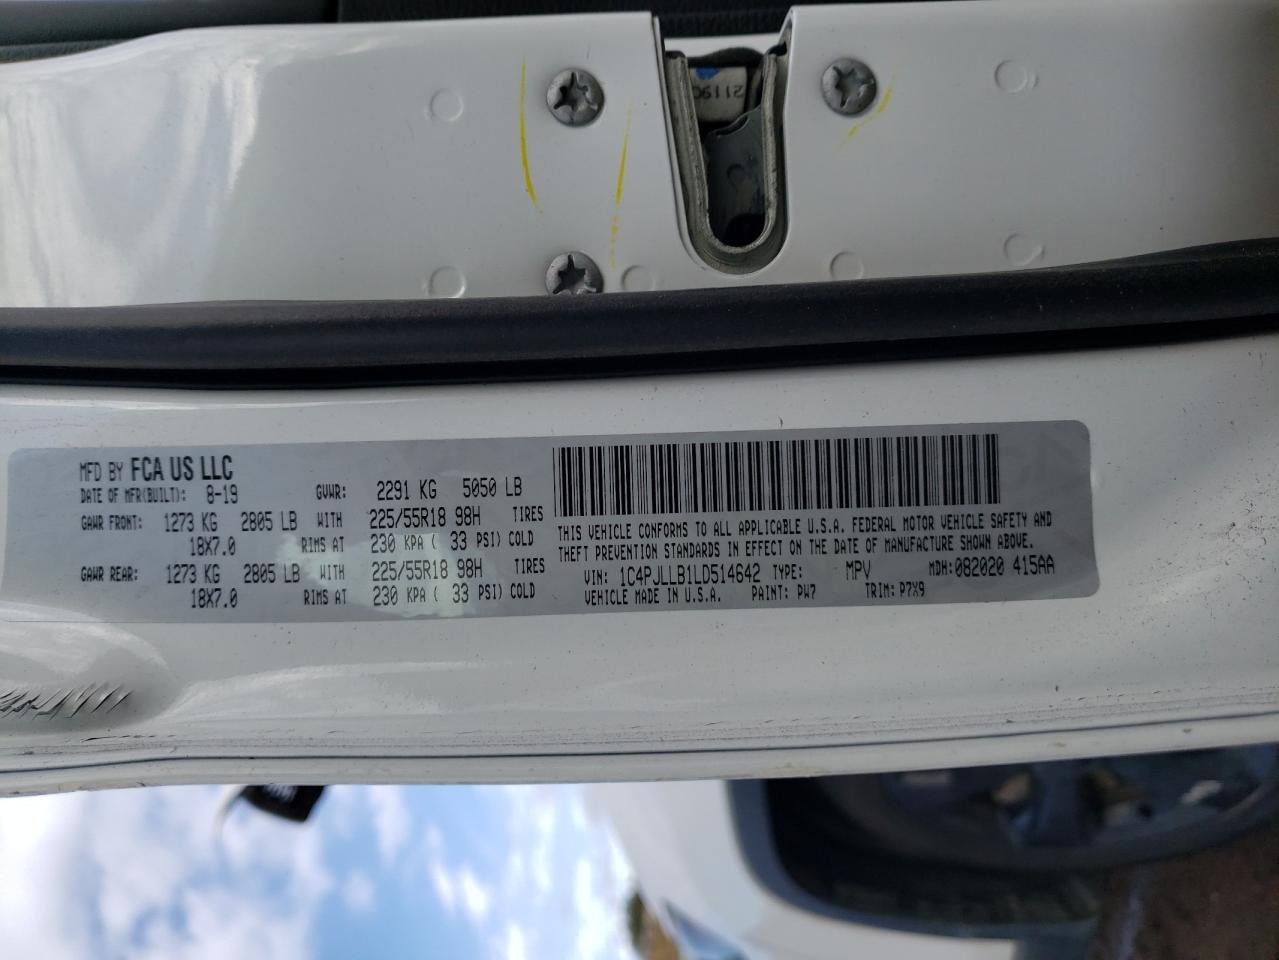 2119C
MFD BY FCA US LLC
DATE OF MFR(BUILT): 8-19 GVWR: 2291 KG 5050 LB
GAWR FRONT: 1273 KG 2805 LB WITH 225/55R18 98H TIRES
18X7.0 RIMS AT 230 KPA ( 33 PSI) COLD
GAWR REAR: 1273 KG 2805 LB WITH 225/55R18 98H TIRES
18X7.0 RIMS AT 230 KPA ( 33 PSI) COLD
THIS VEHICLE CONFORMS TO ALL APPLICABLE U.S.A. FEDERAL MOTOR VEHICLE SAFETY AND
THEFT PREVENTION STANDARDS IN EFFECT ON THE DATE OF MANUFACTURE SHOWN ABOVE.
VIN: 1C4PJLLB1LD514642 TYPE: MPV MDH: 082020 415AA
VEHICLE MADE IN U.S.A. PAINT: PW7 TRIM: P7X9